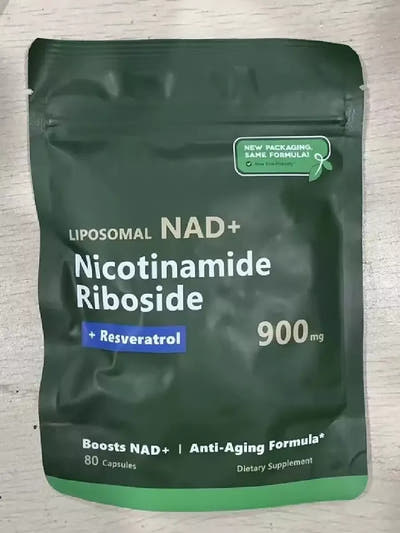 NEW PACKAGING.
SAME FORMULA!
LIPOSOMAL NAD+
Nicotinamide
Riboside
+ Resveratrol
900mg
Boosts NAD+ | Anti-Aging Formula*
80 Capsules
Dietary Supplement